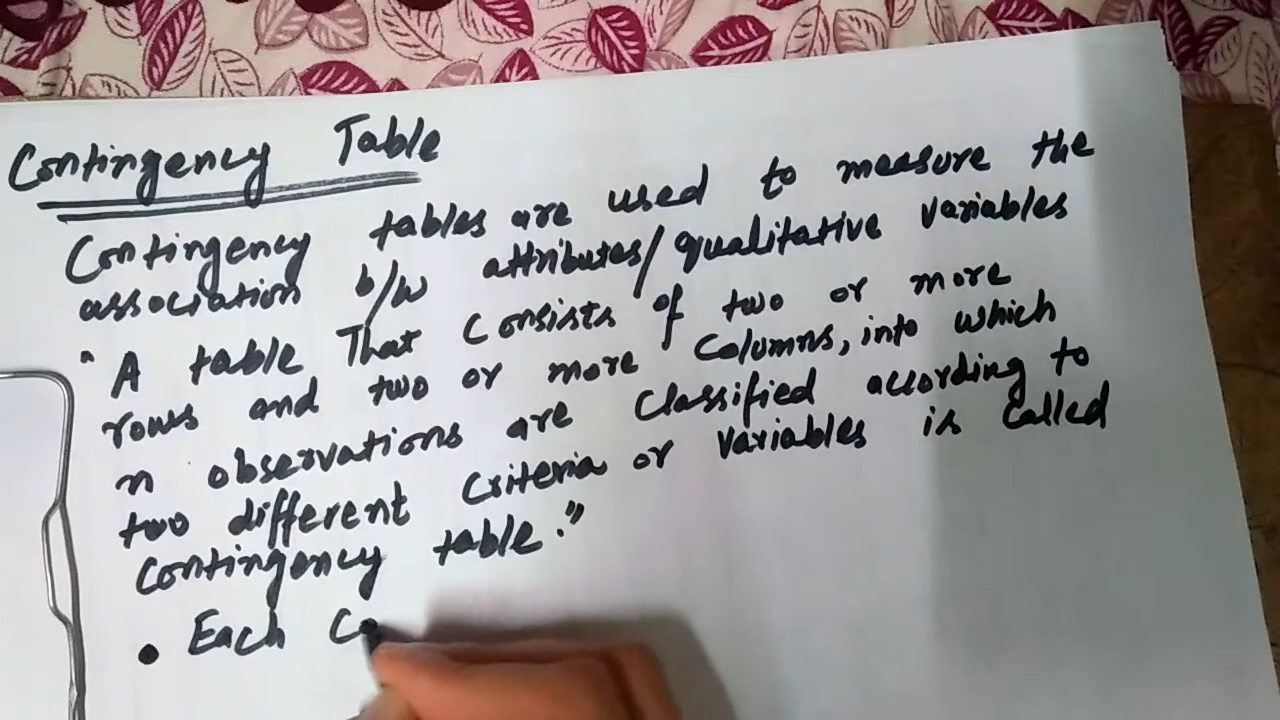 Contingency Table
Contingency tables are used to measure the
association b/w attributes/qualitative variables
" A table That Consists of two or more
rows and two or more Columns, into which
n observations are Classified according to
two different Criteria or variables is Called
Contingency table."
• Each